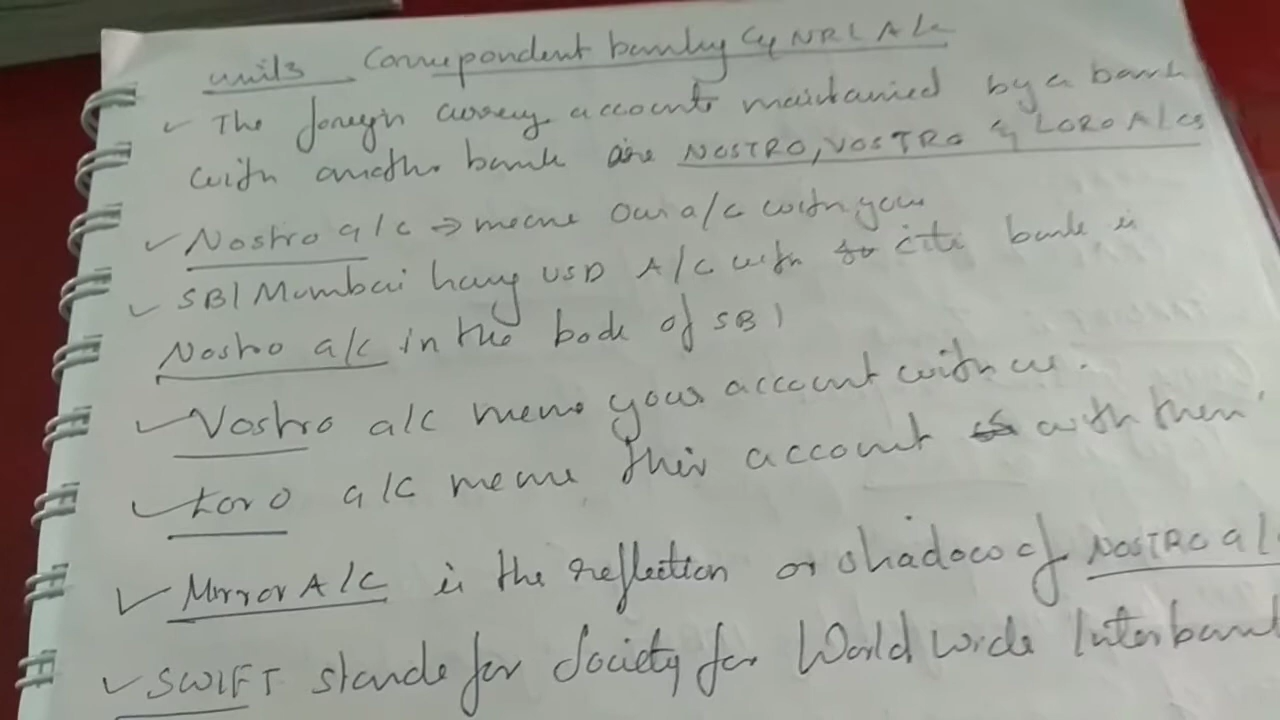 unit 3 Correspondent banking & NRI A/c
✓ The foreign currency accounts maintained by a bank
with another bank are NOSTRO, VOSTRO & LORO A/cs
✓ Nostro a/c → means Our a/c with you
✓ SBI Mumbai having USD A/c with citi bank is
Nostro a/c in the book of SBI
✓ Vostro a/c means your account with us.
✓ Loro a/c means their account with them
✓ Mirror A/C is the reflection or shadow of NOSTRO a/
✓ SWIFT stands for Society for World wide Interbank